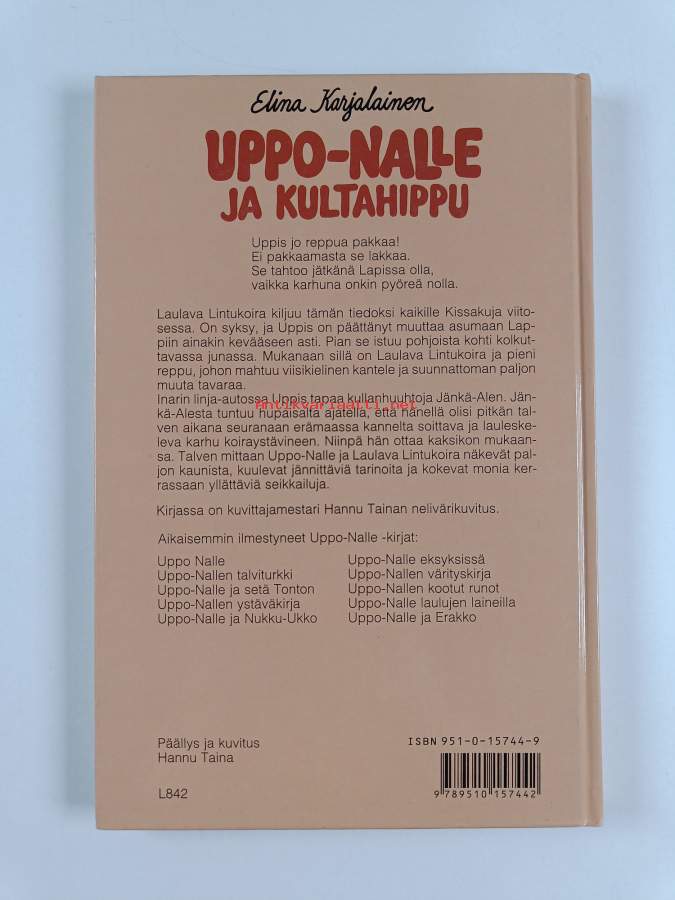 Elina Karjalainen
UPPO-NALLE
JA KULTAHIPPU
Uppis jo reppua pakkaa!
Ei pakkaamasta se lakkaa.
Se tahtoo jätkänä Lapissa olla,
vaikka karhuna onkin pyöreä nolla.
Laulava Lintukoira kiljuu tämän tiedoksi kaikille Kissakuja viito-
sessa. On syksy, ja Uppis on päättänyt muuttaa asumaan Lap-
piin ainakin kevääseen asti. Pian se istuu pohjoista kohti kolkut-
tavassa junassa. Mukanaan sillä on Laulava Lintukoira ja pieni
reppu, johon mahtuu viisikielinen kantele ja suunnattoman paljon
muuta tavaraa.
Inarin linja-autossa Uppis tapaa kullanhuuhtoja Jänkä-Alen. Jän-
kä-Alesta tuntuu hupaisalta ajatella, että hänellä olisi pitkän tal-
ven aikana seuranaan erämaassa kannelta soittava ja lauleske-
leva karhu koiraystävineen. Niinpä hän ottaa kaksikon mukaan-
sa. Talven mittaan Uppo-Nalle ja Laulava Lintukoira näkevät pal-
jon kaunista, kuulevat jännittäviä tarinoita ja kokevat monia ker-
rassaan yllättäviä seikkailuja.
Kirjassa on kuvittajamestari Hannu Tainan nelivärikuvitus.
Aikaisemmin ilmestyneet Uppo-Nalle -kirjat:
Uppo Nalle
Uppo-Nallen talviturkki
Uppo-Nalle ja setä Tonton
Uppo-Nallen ystäväkirja
Uppo-Nalle ja Nukku-Ukko
Uppo-Nalle eksyksissä
Uppo-Nallen värityskirja
Uppo-Nallen kootut runot
Uppo-Nalle laulujen laineilla
Uppo-Nalle ja Erakko
Päällys ja kuvitus
Hannu Taina
L842
ISBN 951-0-15744-9
9 789510 157442
antikvariaatti.net